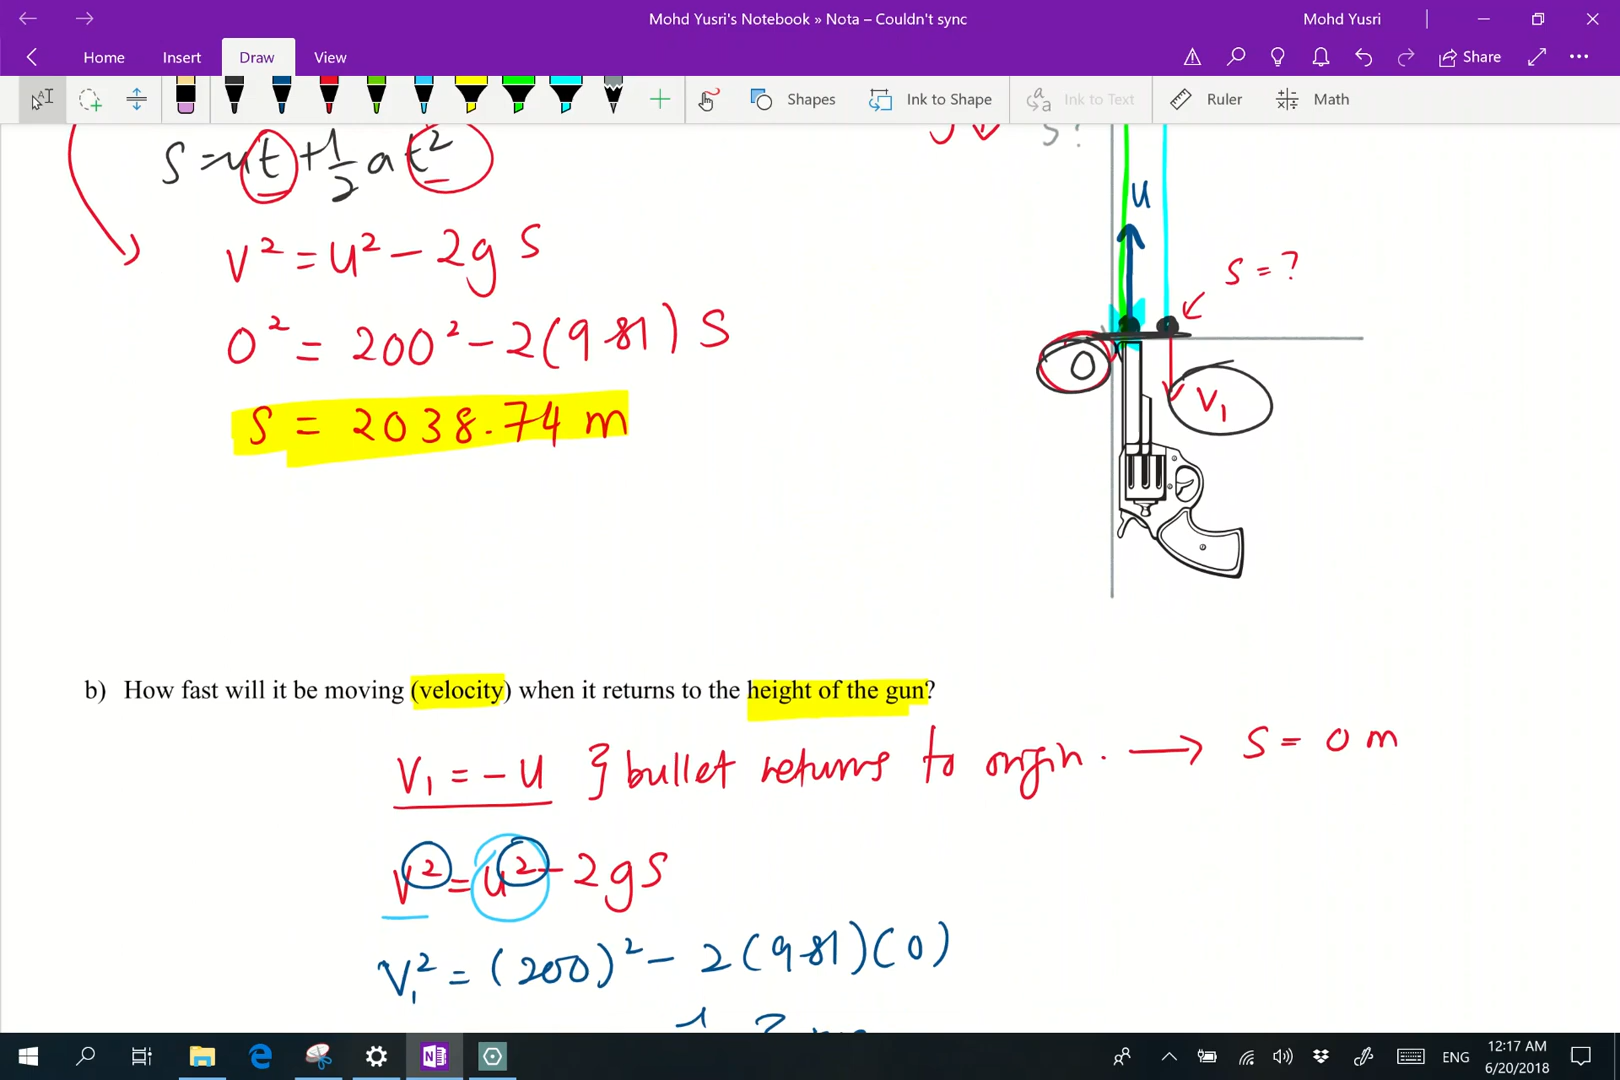 Mohd Yusri's Notebook » Nota – Couldn't sync
Mohd Yusri
Home Insert Draw View
Share
Shapes Ink to Shape Ink to Text Ruler Math
S = ut + 1/2 a t²
v² = u² - 2g S
0² = 200² - 2(9.81) S
S = 2038.74 m
S?
u
S = ?
0
V₁
b) How fast will it be moving (velocity) when it returns to the height of the gun?
V₁ = - u } bullet returns to origin. → S = 0 m
v² = u² - 2gS
V₁² = (200)² - 2(9.81)(0)
ENG
12:17 AM
6/20/2018